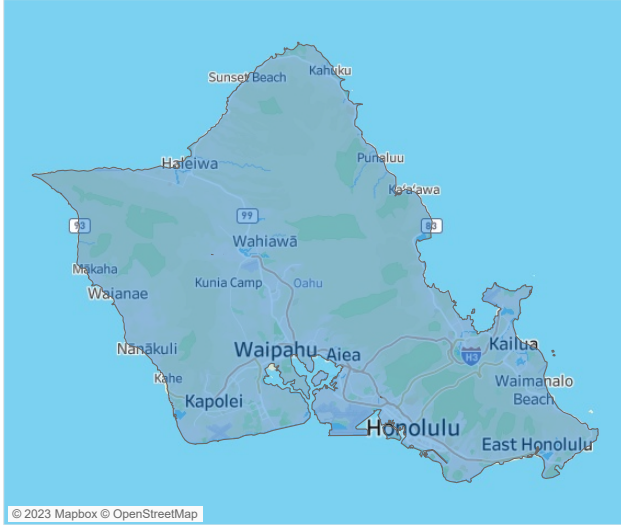 Kahuku
Sunset Beach
Punaluu
Haleiwa
Ka‘a‘awa
99
93
83
Wahiawā
Mākaha
Kunia Camp
Oahu
Waianae
Nānākuli
Waipahu
Aiea
Kailua
H3
Kahe
Waimanalo
Beach
Kapolei
Honolulu
East Honolulu
© 2023 Mapbox © OpenStreetMap